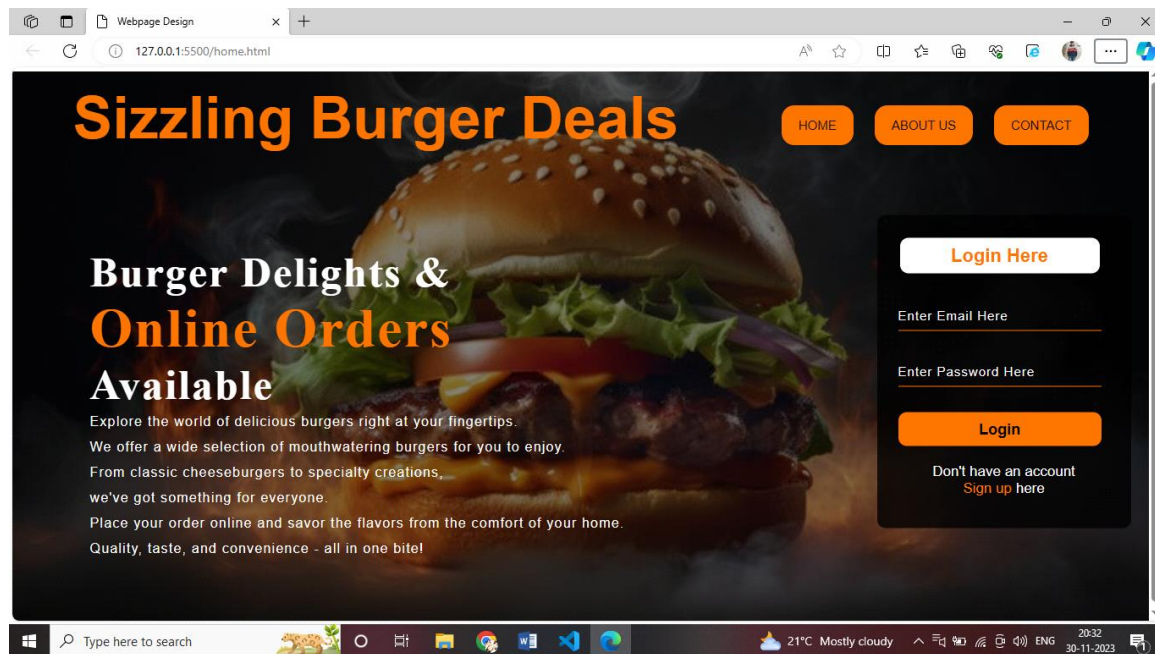 Webpage Design
127.0.0.1:5500/home.html
Sizzling Burger Deals
HOME ABOUT US CONTACT
Burger Delights &
Online Orders
Available
Explore the world of delicious burgers right at your fingertips.
We offer a wide selection of mouthwatering burgers for you to enjoy.
From classic cheeseburgers to specialty creations,
we've got something for everyone.
Place your order online and savor the flavors from the comfort of your home.
Quality, taste, and convenience - all in one bite!
Login Here
Enter Email Here
Enter Password Here
Login
Don't have an account
Sign up here
Type here to search
21°C Mostly cloudy
ENG
20:32
30-11-2023